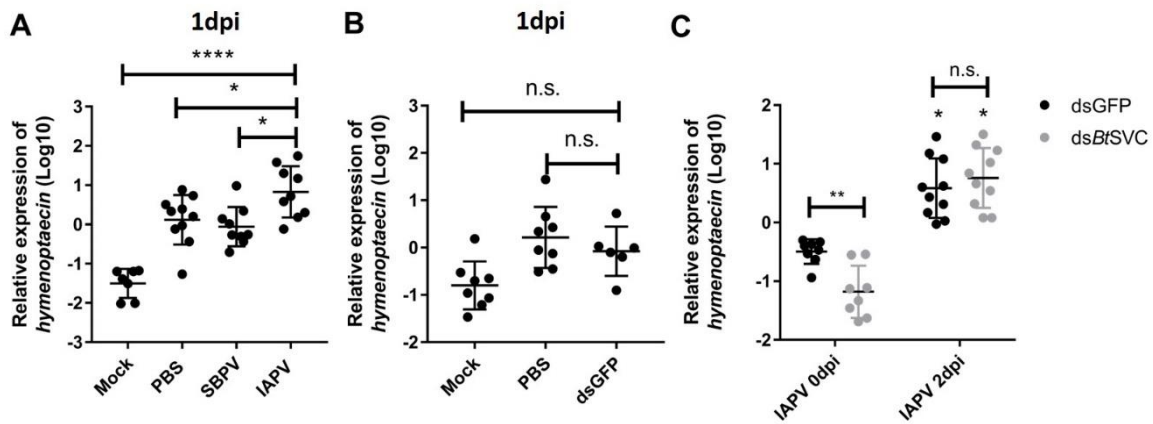 A
1dpi
****
*
*
Relative expression of
hymenoptaecin (Log10)
3
2
1
0
-1
-2
-3
Mock
PBS
SBPV
IAPV
B
1dpi
n.s.
n.s.
Relative expression of
hymenoptaecin (Log10)
3
2
1
0
-1
-2
Mock
PBS
dsGFP
C
n.s.
* *
**
Relative expression of
hymenoptaecin (Log10)
2
1
0
-1
-2
IAPV 0dpi
IAPV 2dpi
dsGFP
dsBtSVC